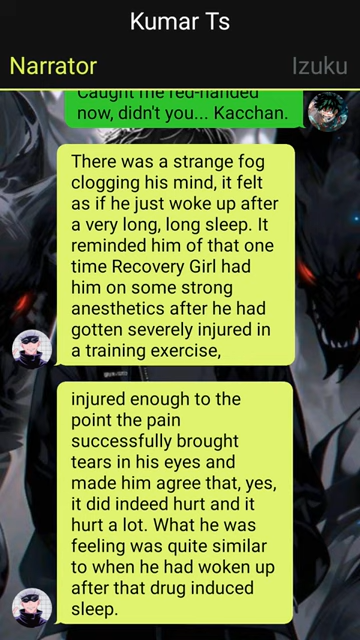 Kumar Ts
Narrator
Izuku
Caught me red-handed
now, didn't you... Kacchan.
There was a strange fog
clogging his mind, it felt
as if he just woke up after
a very long, long sleep. It
reminded him of that one
time Recovery Girl had
him on some strong
anesthetics after he had
gotten severely injured in
a training exercise,
injured enough to the
point the pain
successfully brought
tears in his eyes and
made him agree that, yes,
it did indeed hurt and it
hurt a lot. What he was
feeling was quite similar
to when he had woken up
after that drug induced
sleep.